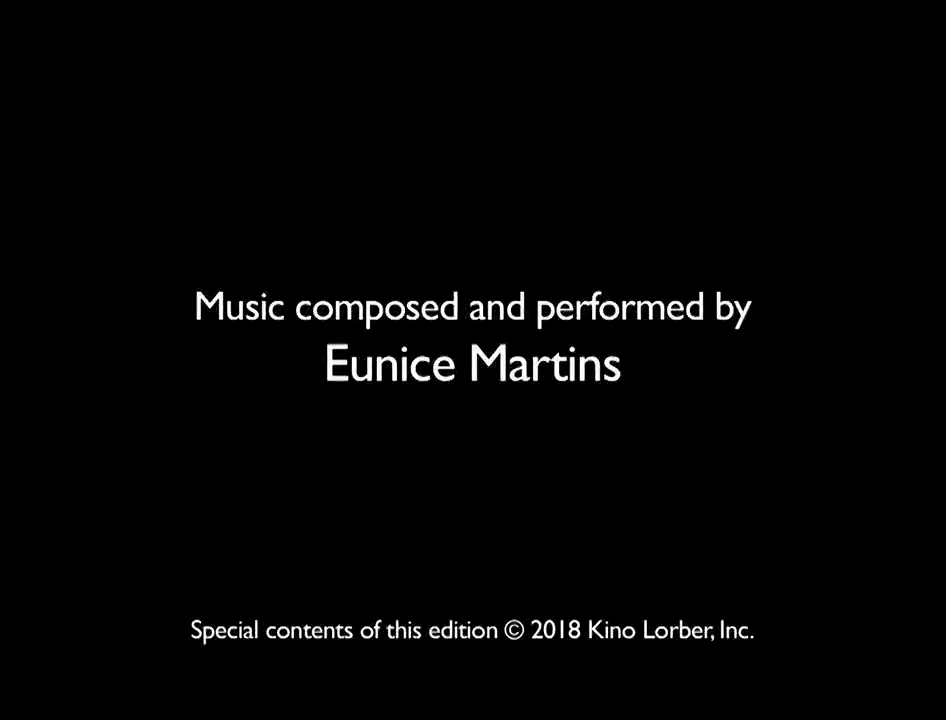 Music composed and performed by
Eunice Martins
Special contents of this edition © 2018 Kino Lorber, Inc.